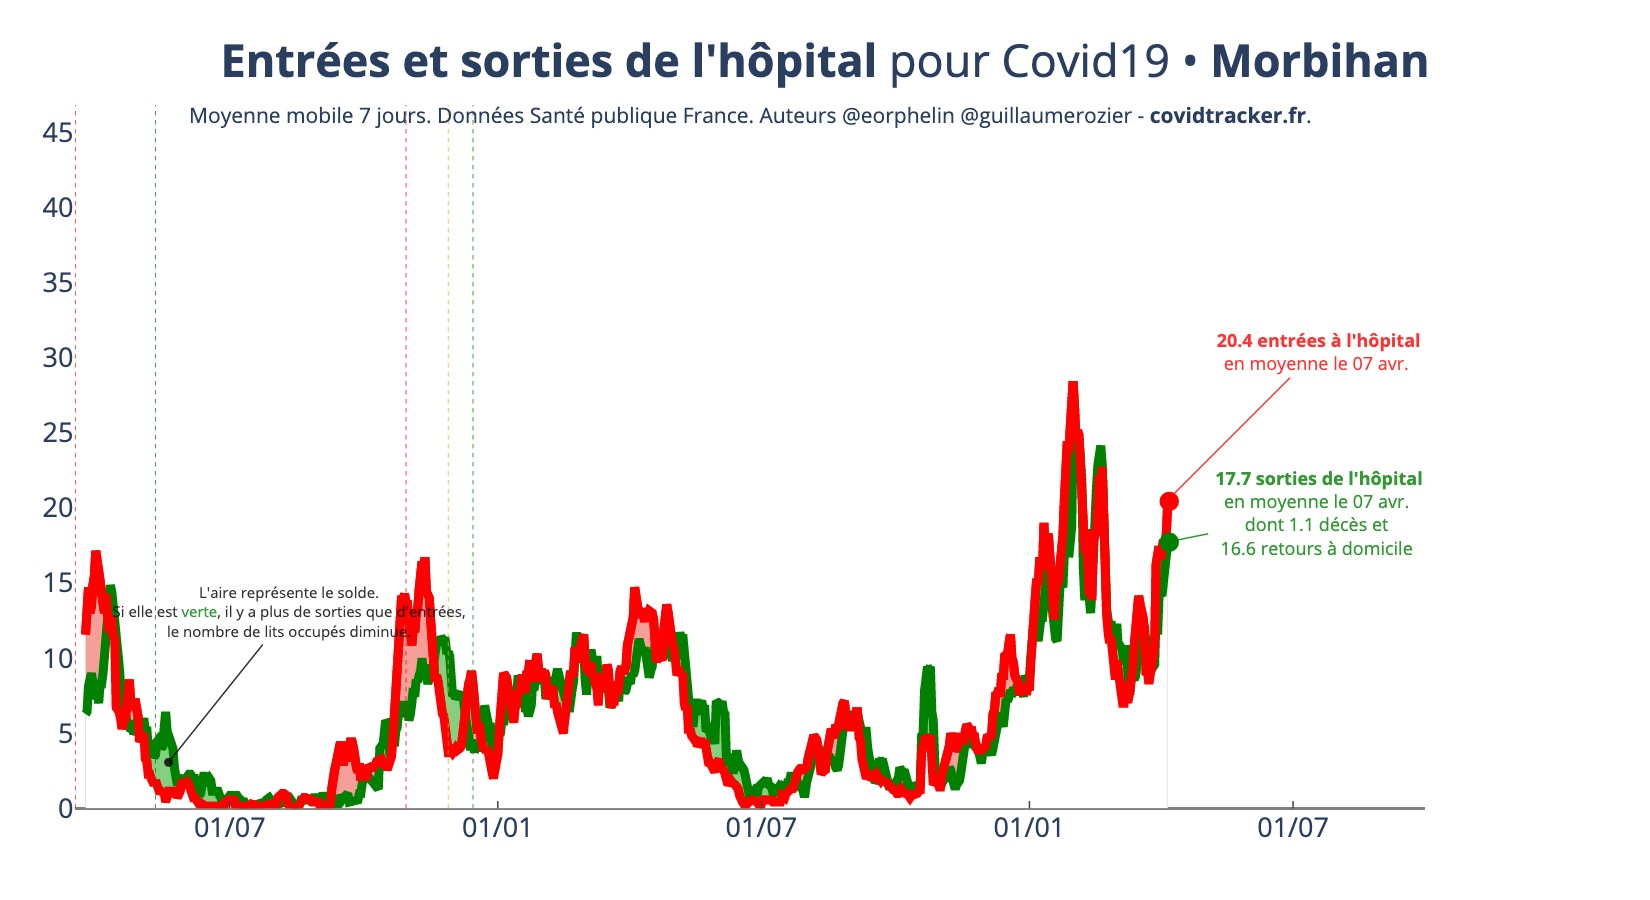 Entrées et sorties de l'hôpital pour Covid19 • Morbihan
Moyenne mobile 7 jours. Données Santé publique France. Auteurs @eorphelin @guillaumerozier - covidtracker.fr.
45
40
35
30
25
20
15
10
5
0
20.4 entrées à l'hôpital
en moyenne le 07 avr.
17.7 sorties de l'hôpital
en moyenne le 07 avr.
dont 1.1 décès et
16.6 retours à domicile
L'aire représente le solde.
Si elle est verte, il y a plus de sorties que d'entrées,
le nombre de lits occupés diminue.
01/07
01/01
01/07
01/01
01/07